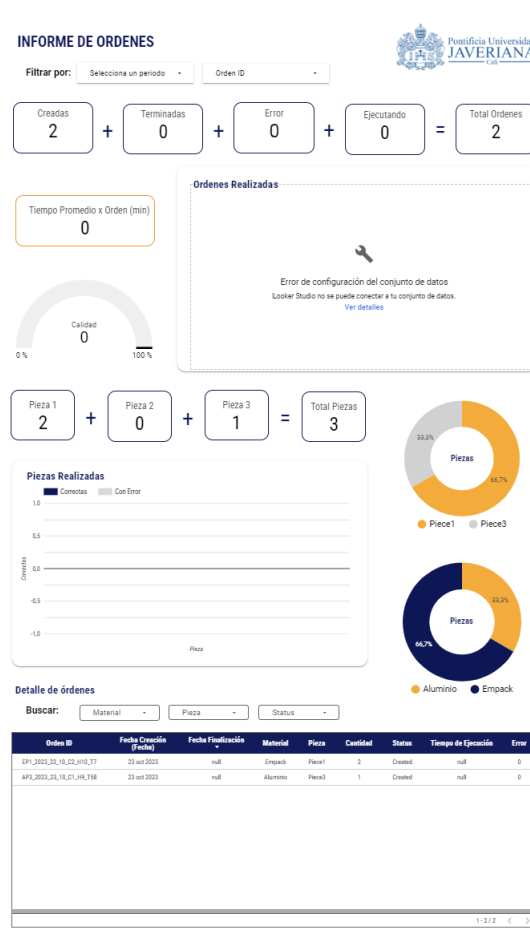 INFORME DE ORDENES
Pontificia Universida
JAVERIANA
Cali
Filtrar por: Selecciona un periodo Orden ID
Creadas Terminadas Error Ejecutando Total Ordenes
2 + 0 + 0 + 0 = 2
Ordenes Realizadas
Tiempo Promedio x Orden (min)
0
Error de configuración del conjunto de datos
Looker Studio no se puede conectar a tu conjunto de datos.
Ver detalles
Calidad
0
0 % 100 %
Pieza 1 Pieza 2 Pieza 3 Total Piezas
2 + 0 + 1 = 3
33,3%
Piezas
66,7%
Piece1 Piece3
Piezas Realizadas
Correctas Con Error
1,0
0,5
0,0
-0,5
-1,0
Correctas
Pieza
33,3%
Piezas
66,7%
Aluminio Empack
Detalle de órdenes
Buscar: Material Pieza Status
Orden ID Fecha Creación (Fecha) Fecha Finalización Material Pieza Cantidad Status Tiempo de Ejecución Error
EP1_2023_23_10_C2_H10_T7 23 oct 2023 null Empack Piece1 2 Created null 0
AP3_2023_23_10_C1_H9_T58 23 oct 2023 null Aluminio Piece3 1 Created null 0
1 - 2 / 2 < >